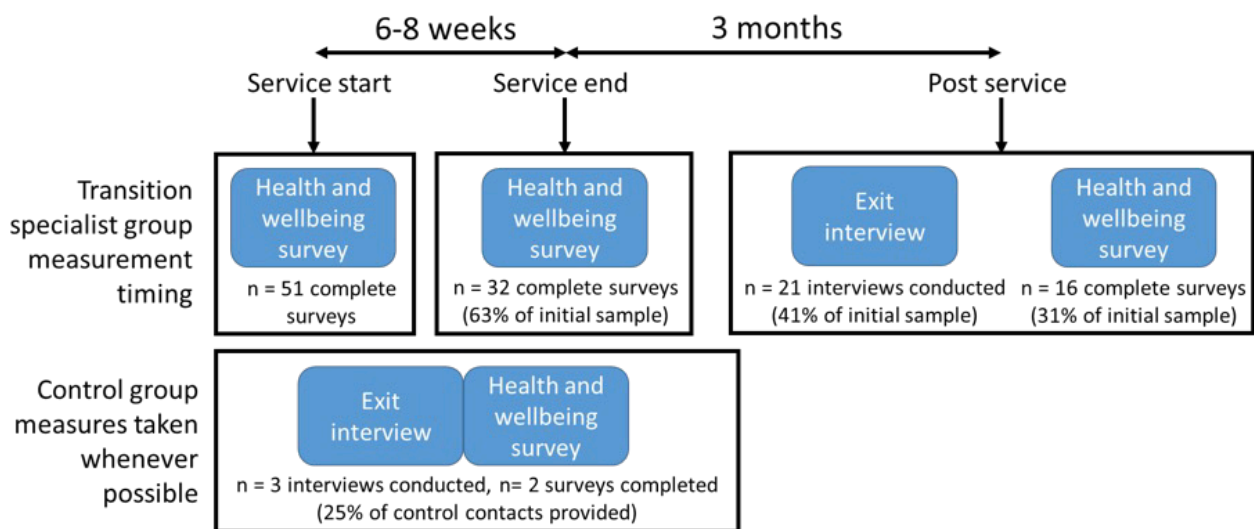 6-8 weeks
3 months
Service start
Service end
Post service
Transition
specialist group
measurement
timing
Health and
wellbeing
survey
n = 51 complete
surveys
Health and
wellbeing
survey
n = 32 complete surveys
(63% of initial sample)
Exit
interview
n = 21 interviews conducted
(41% of initial sample)
Health and
wellbeing
survey
n = 16 complete surveys
(31% of initial sample)
Control group
measures taken
whenever
possible
Exit
interview
Health and
wellbeing
survey
n = 3 interviews conducted, n= 2 surveys completed
(25% of control contacts provided)